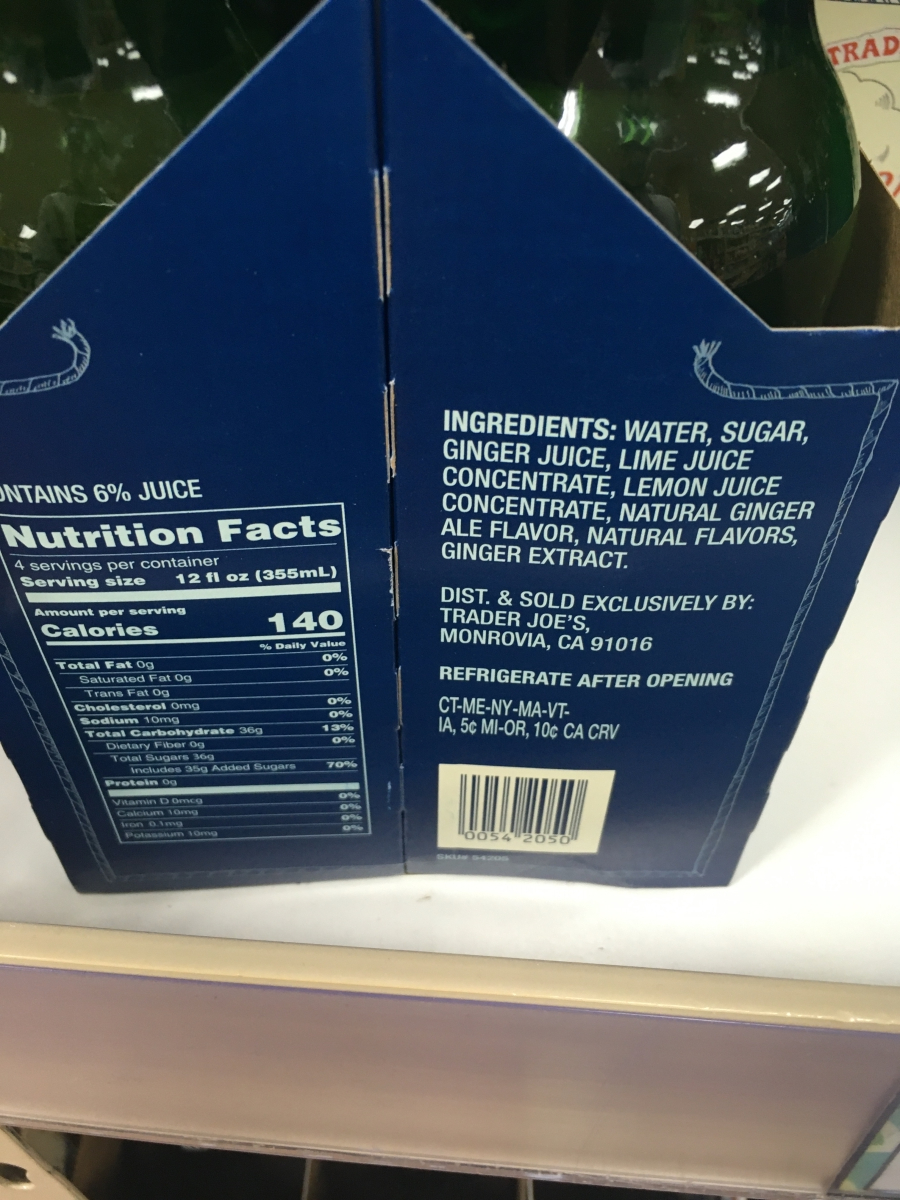 TRAD
ONTAINS 6% JUICE
Nutrition Facts
4 servings per container
Serving size 12 fl oz (355mL)
Amount per serving
Calories 140
% Daily Value
Total Fat 0g 0%
Saturated Fat 0g 0%
Trans Fat 0g
Cholesterol 0mg 0%
Sodium 10mg 0%
Total Carbohydrate 36g 13%
Dietary Fiber 0g 0%
Total Sugars 36g
Includes 35g Added Sugars 70%
Protein 0g
Vitamin D 0mcg 0%
Calcium 10mg 0%
Iron 0.1mg 0%
Potassium 10mg 0%
INGREDIENTS: WATER, SUGAR,
GINGER JUICE, LIME JUICE
CONCENTRATE, LEMON JUICE
CONCENTRATE, NATURAL GINGER
ALE FLAVOR, NATURAL FLAVORS,
GINGER EXTRACT.
DIST. & SOLD EXCLUSIVELY BY:
TRADER JOE'S,
MONROVIA, CA 91016
REFRIGERATE AFTER OPENING
CT-ME-NY-MA-VT-
IA, 5¢ MI-OR, 10¢ CA CRV
0054 2050
SKU# 54205